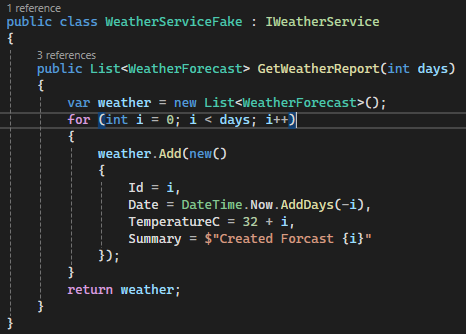 1 reference
public class WeatherServiceFake : IWeatherService
{
3 references
public List<WeatherForecast> GetWeatherReport(int days)
{
var weather = new List<WeatherForecast>();
for (int i = 0; i < days; i++)
{
weather.Add(new()
{
Id = i,
Date = DateTime.Now.AddDays(-i),
TemperatureC = 32 + i,
Summary = $"Created Forcast {i}"
});
}
return weather;
}
}